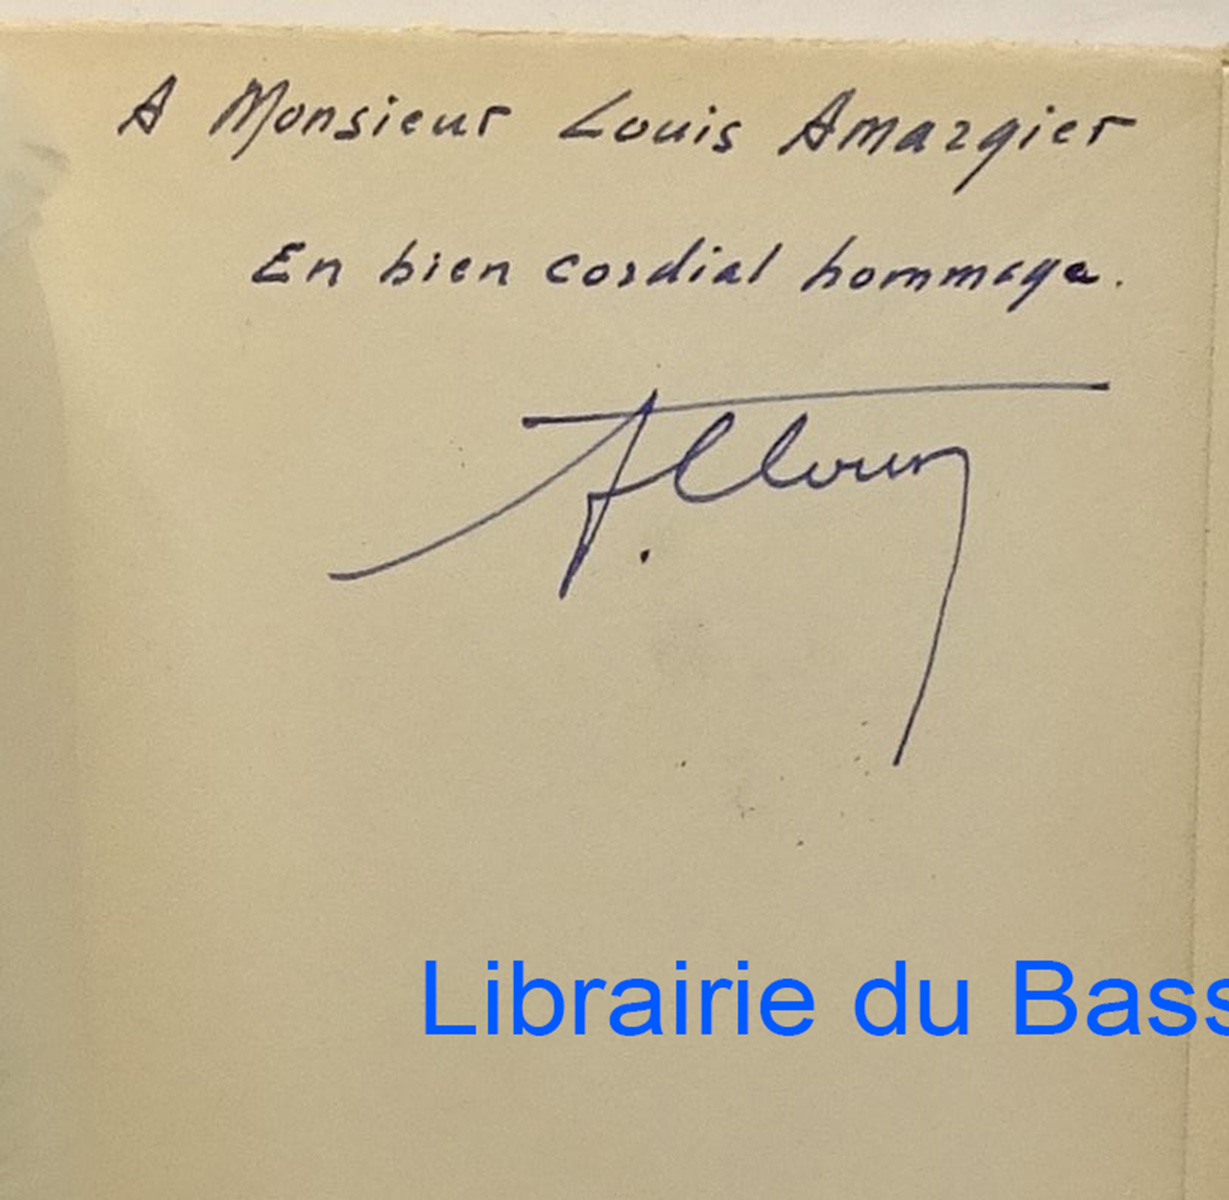 A Monsieur Louis Amargier
En bien cordial hommage.
Librairie du Bass